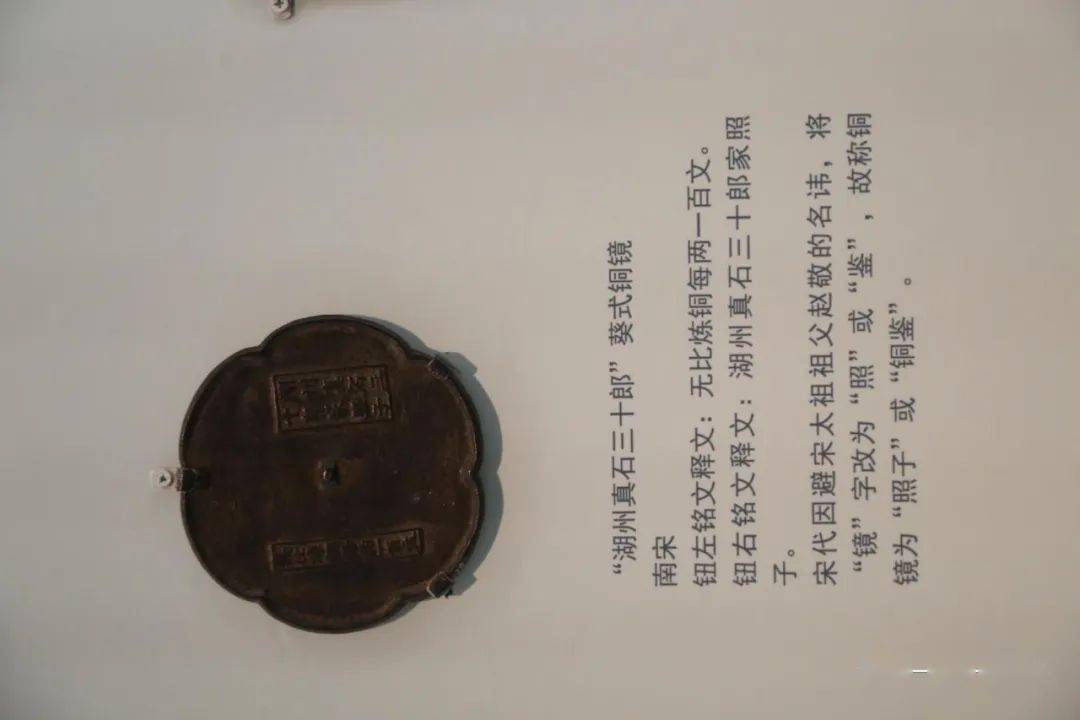 “湖州真石三十郎”葵式铜镜
南宋
钮左铭文释文：无比炼铜每两一百文。
钮右铭文释文：湖州真石三十郎家照
子。
宋代因避宋太祖祖父赵敬的名讳，将
“镜”字改为“照”或“鉴”，故称铜
镜为“照子”或“铜鉴”。